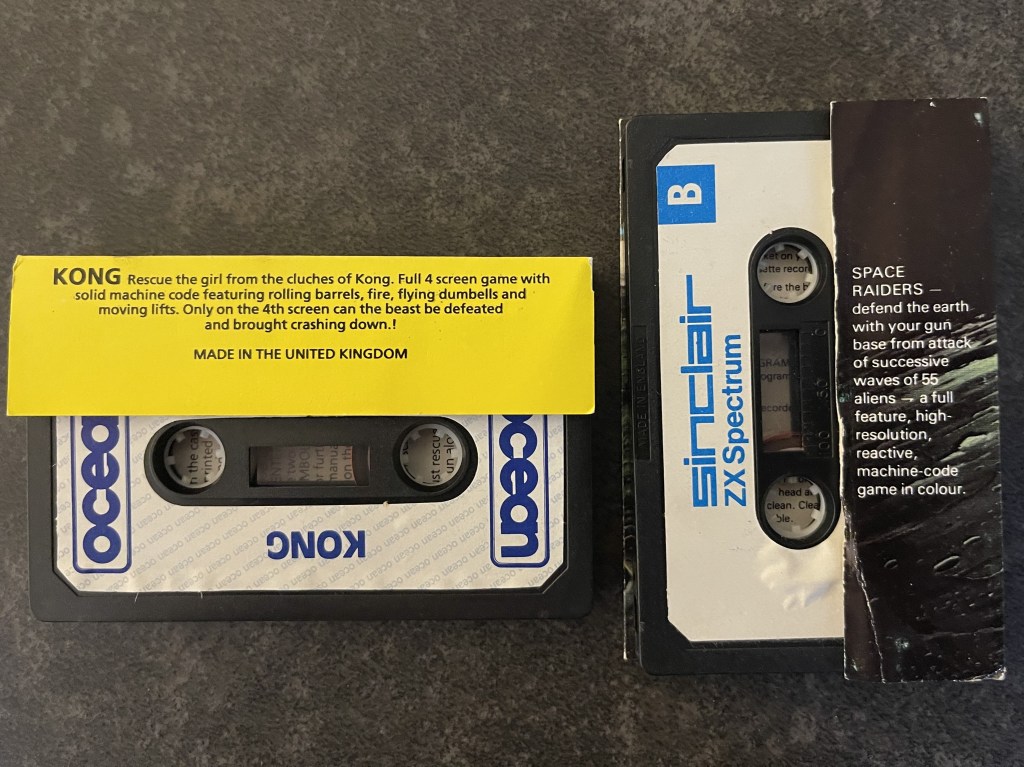 KONG Rescue the girl from the cluches of Kong. Full 4 screen game with
solid machine code featuring rolling barrels, fire, flying dumbells and
moving lifts. Only on the 4th screen can the beast be defeated
and brought crashing down.!
MADE IN THE UNITED KINGDOM
ocean
ocean
KONG
B
sinclair
ZX Spectrum
SPACE
RAIDERS —
defend the earth
with your gun
base from attack
of successive
waves of 55
aliens — a full
feature, high-
resolution,
reactive,
machine-code
game in colour.